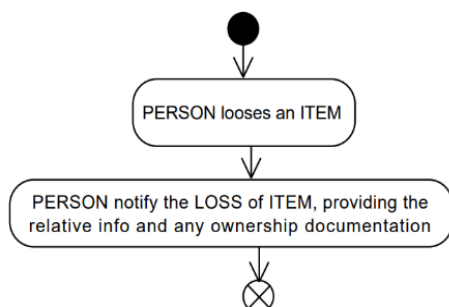 PERSON looses an ITEM
PERSON notify the LOSS of ITEM, providing the
relative info and any ownership documentation